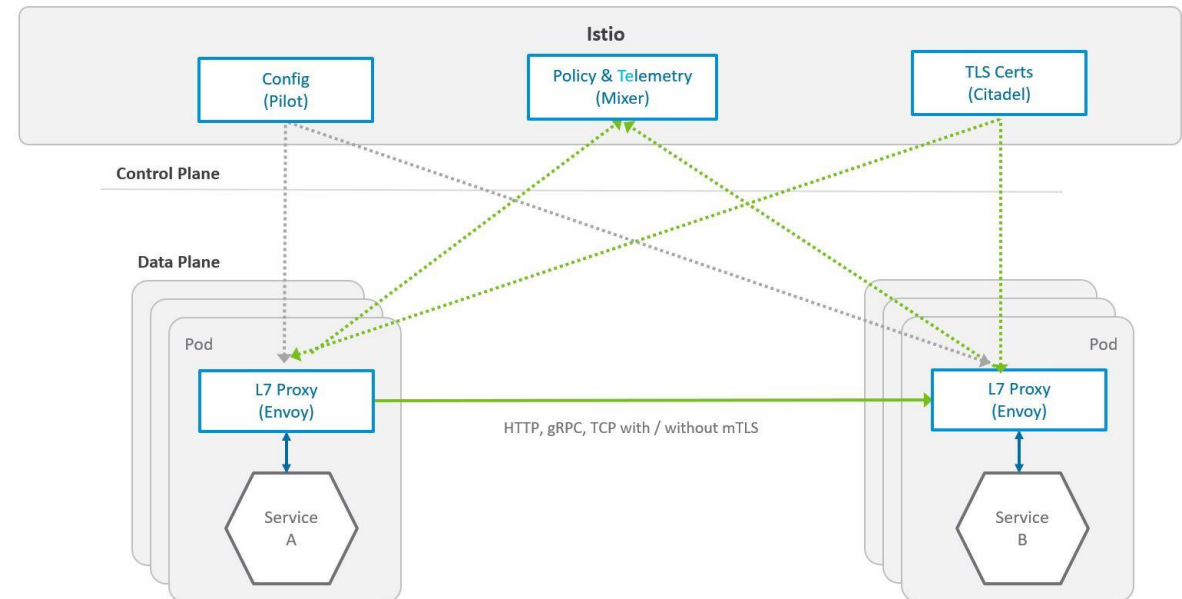 Istio
Config
(Pilot)
Policy & Telemetry
(Mixer)
TLS Certs
(Citadel)
Control Plane
Data Plane
Pod
Pod
L7 Proxy
(Envoy)
L7 Proxy
(Envoy)
HTTP, gRPC, TCP with / without mTLS
Service
A
Service
B